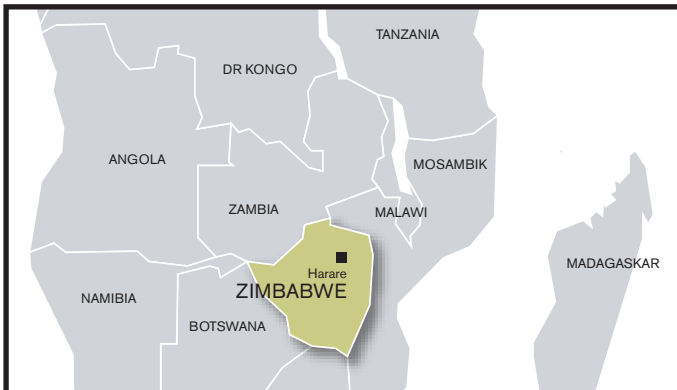 TANZANIA
DR KONGO
ANGOLA
MOSAMBIK
ZAMBIA
MALAWI
MADAGASKAR
Harare
ZIMBABWE
NAMIBIA
BOTSWANA